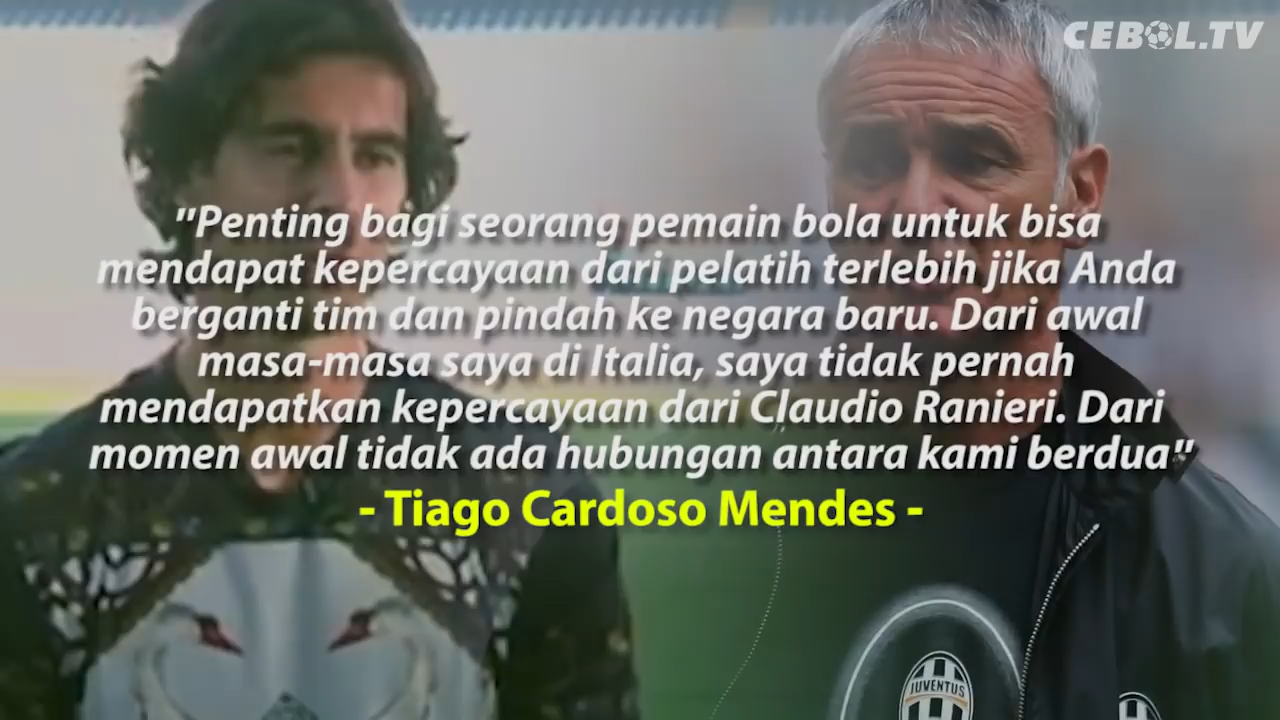 CEBOL.TV
"Penting bagi seorang pemain bola untuk bisa
mendapat kepercayaan dari pelatih terlebih jika Anda
berganti tim dan pindah ke negara baru. Dari awal
masa-masa saya di Italia, saya tidak pernah
mendapatkan kepercayaan dari Claudio Ranieri. Dari
momen awal tidak ada hubungan antara kami berdua"
- Tiago Cardoso Mendes -
JUVENTUS